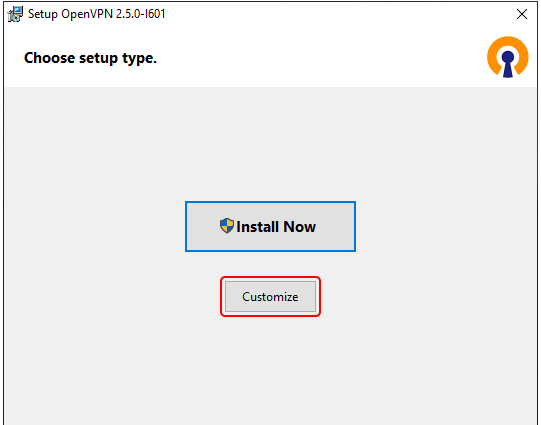 Setup OpenVPN 2.5.0-I601
Choose setup type.
Install Now
Customize